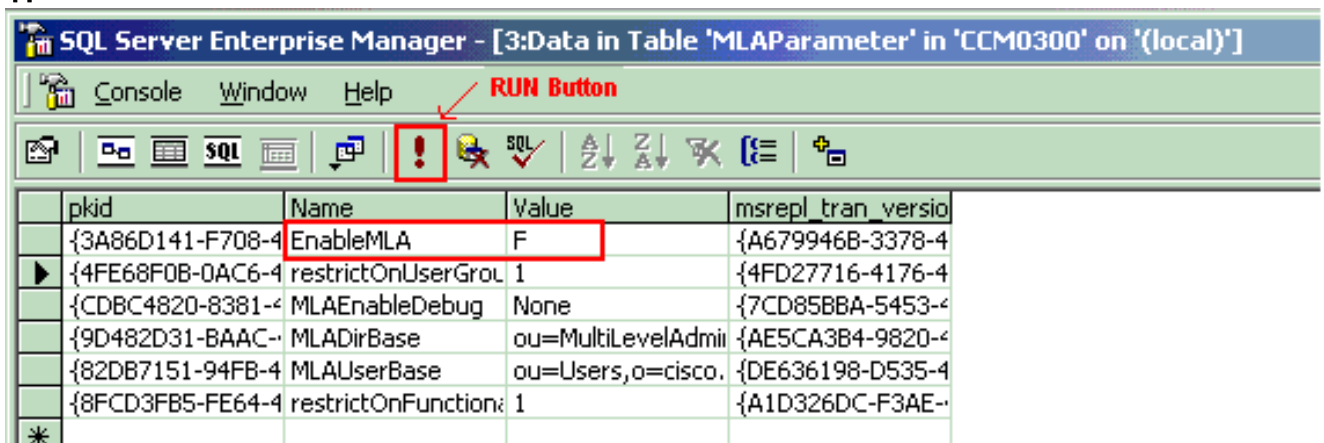 SQL Server Enterprise Manager - [3:Data in Table 'MLAParameter' in 'CCM0300' on '(local)']
Console Window Help RUN Button
SQL ! SQL A Z Z A
pkid Name Value msrepl_tran_versio
{3A86D141-F708-4 EnableMLA F {A679946B-3378-4
{4FE68F0B-0AC6-4 restrictOnUserGrou 1 {4FD27716-4176-4
{CDBC4820-8381-4 MLAEnableDebug None {7CD85BBA-5453-4
{9D482D31-BAAC- MLADirBase ou=MultiLevelAdmi {AE5CA3B4-9820-4
{82DB7151-94FB-4 MLAUserBase ou=Users,o=cisco. {DE636198-D535-4
{8FCD3FB5-FE64-4 restrictOnFunctiona 1 {A1D326DC-F3AE-